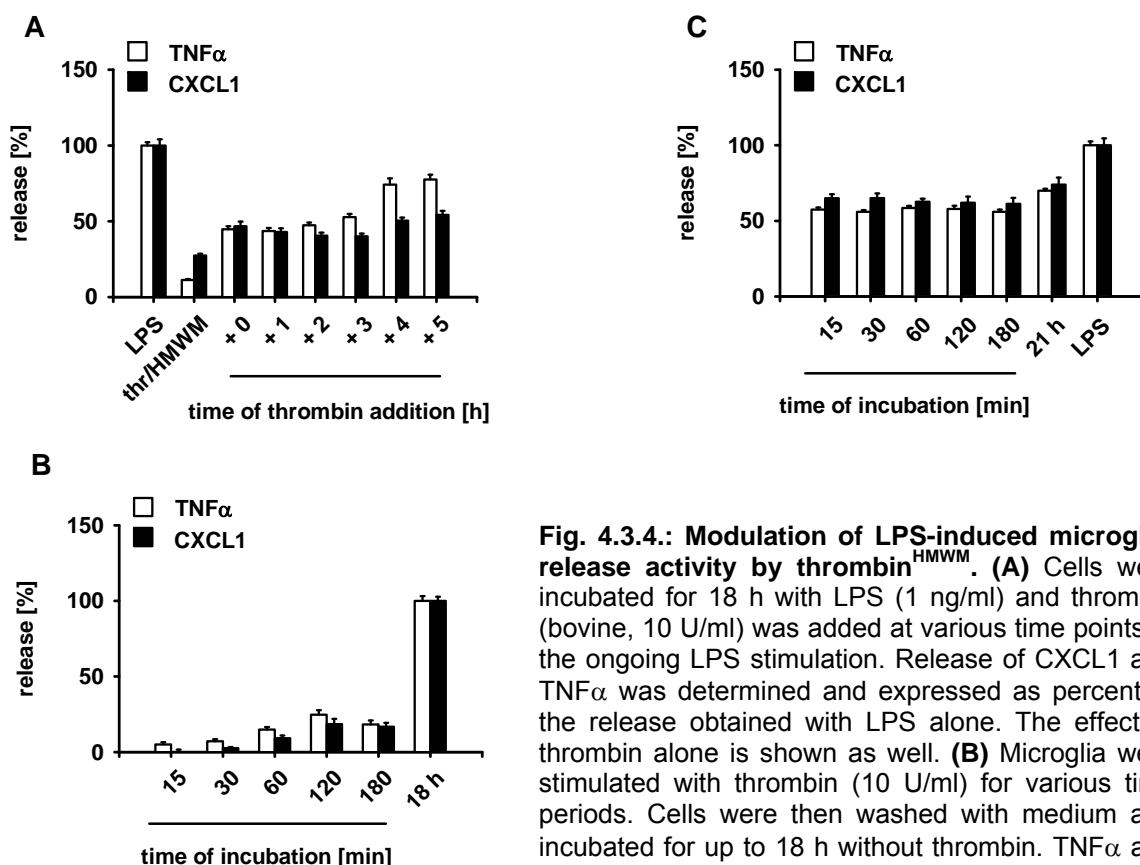 A
TNFα
CXCL1
150
100
50
0
release [%]
LPS
thr/HMWM
+ 0
+ 1
+ 2
+ 3
+ 4
+ 5
time of thrombin addition [h]
C
TNFα
CXCL1
150
100
50
0
release [%]
15
30
60
120
180
21 h
LPS
time of incubation [min]
B
TNFα
CXCL1
150
100
50
0
release [%]
15
30
60
120
180
18 h
time of incubation [min]
Fig. 4.3.4.: Modulation of LPS-induced microgli
release activity by thrombin^HMWM. (A) Cells we
incubated for 18 h with LPS (1 ng/ml) and throm
(bovine, 10 U/ml) was added at various time points
the ongoing LPS stimulation. Release of CXCL1 a
TNFα was determined and expressed as percent
the release obtained with LPS alone. The effect
thrombin alone is shown as well. (B) Microglia we
stimulated with thrombin (10 U/ml) for various tir
periods. Cells were then washed with medium a
incubated for up to 18 h without thrombin. TNFα a